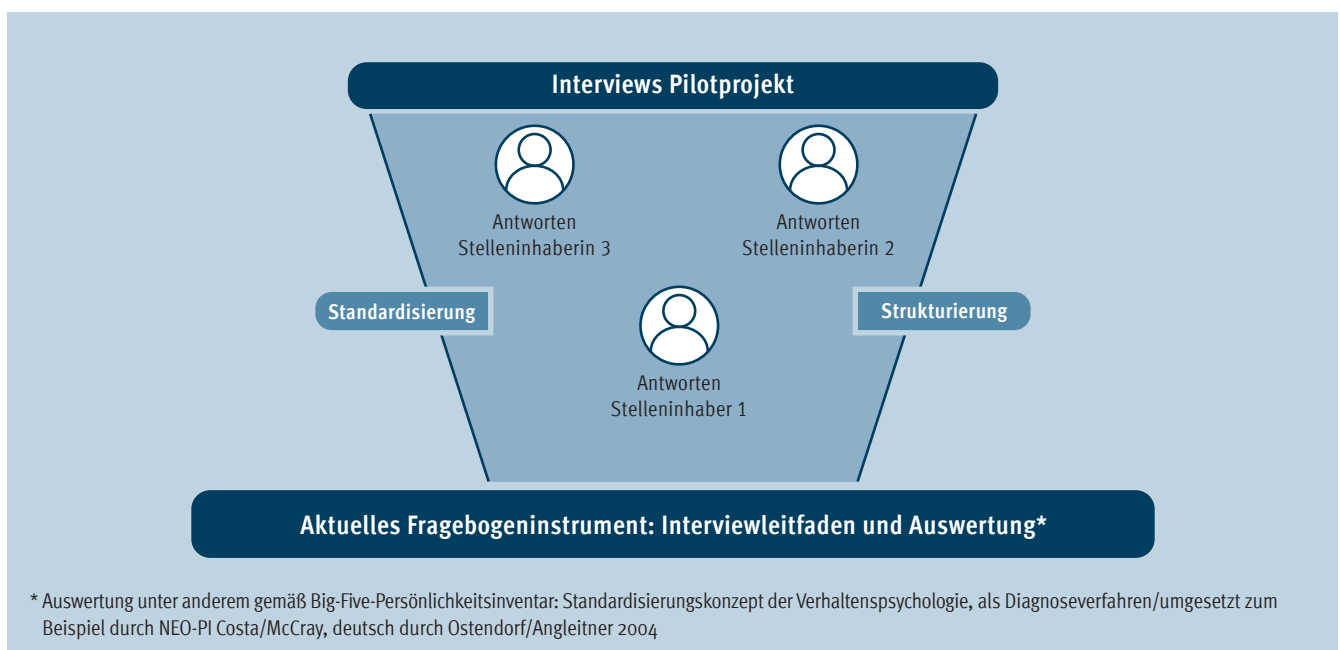 Interviews Pilotprojekt
Antworten
Stelleninhaberin 3
Antworten
Stelleninhaberin 2
Standardisierung
Strukturierung
Antworten
Stelleninhaber 1
Aktuelles Fragebogeninstrument: Interviewleitfaden und Auswertung*
* Auswertung unter anderem gemäß Big-Five-Persönlichkeitsinventar: Standardisierungskonzept der Verhaltenspsychologie, als Diagnoseverfahren/umgesetzt zum
Beispiel durch NEO-PI Costa/McCray, deutsch durch Ostendorf/Angleitner 2004